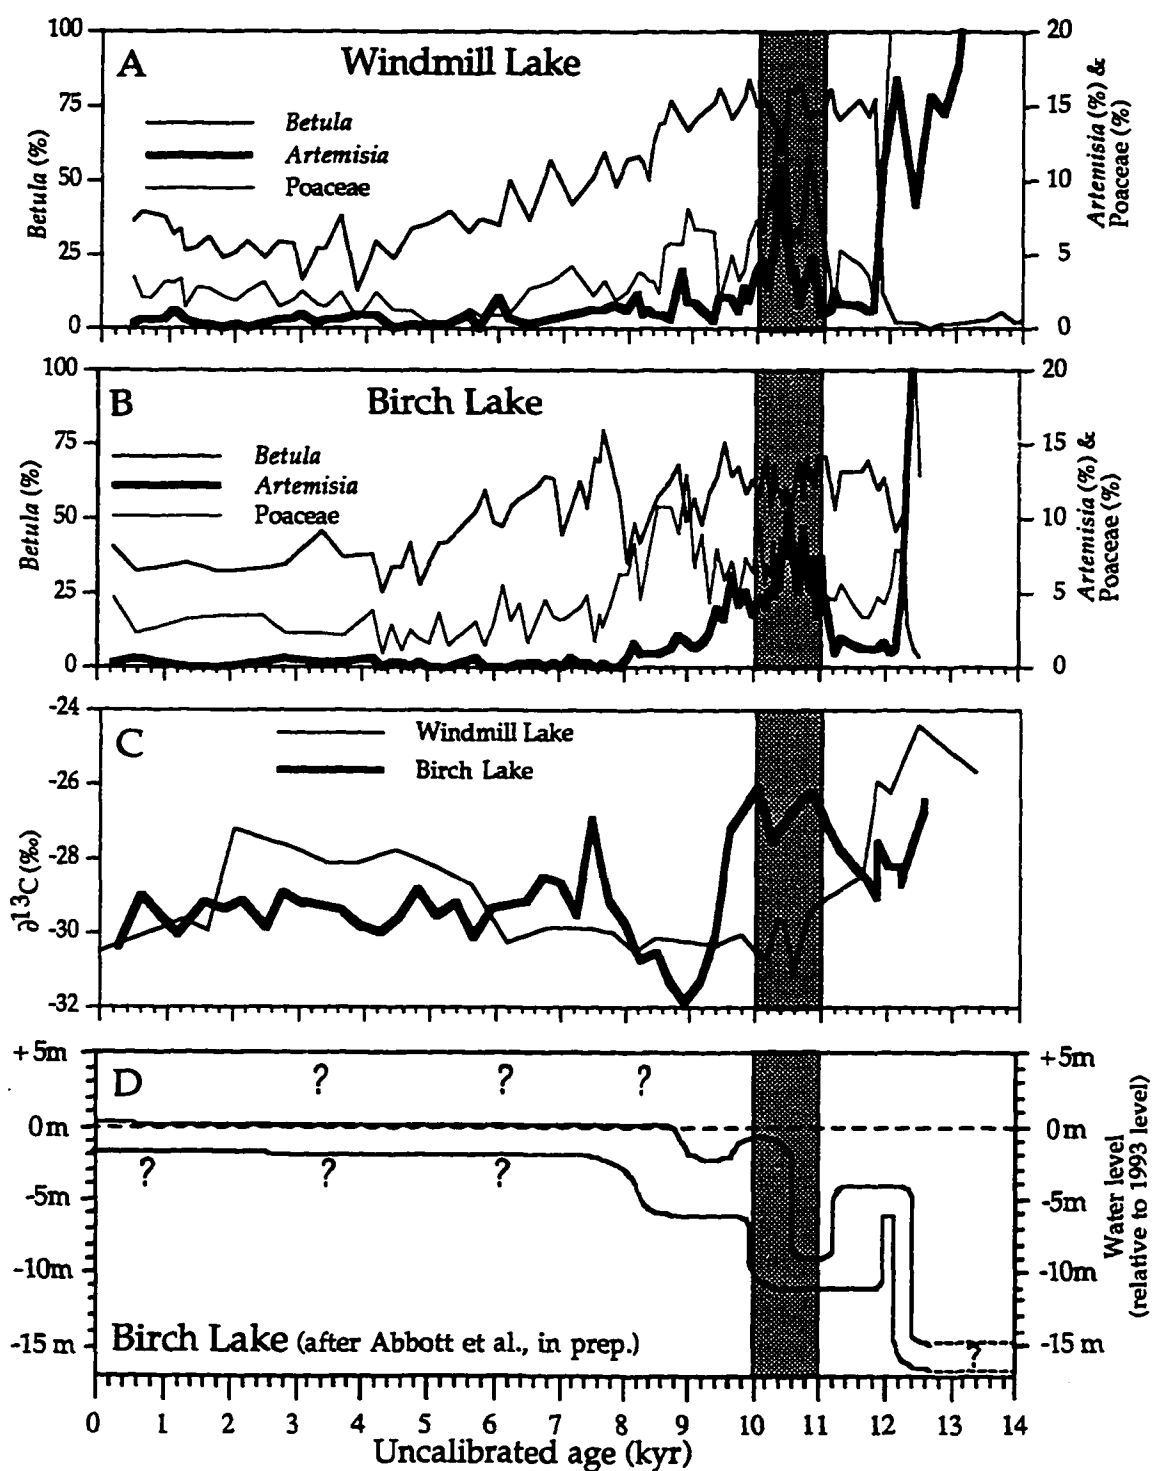 100
75
50
25
0
Betula (%)
A
Windmill Lake
Betula
Artemisia
Poaceae
20
15
10
5
0
Artemisia (%) &
Poaceae (%)
100
75
50
25
0
Betula (%)
B
Birch Lake
Betula
Artemisia
Poaceae
20
15
10
5
0
Artemisia (%) &
Poaceae (%)
-24
-26
-28
-30
-32
∂13C (‰)
C
Windmill Lake
Birch Lake
+5m
0m
-5m
-10m
-15 m
D
? ? ?
? ? ?
?
+5m
0m
-5m
-10m
-15 m
Water level
(relative to 1993 level)
Birch Lake (after Abbott et al., in prep.)
0 1 2 3 4 5 6 7 8 9 10 11 12 13 14
Uncalibrated age (kyr)